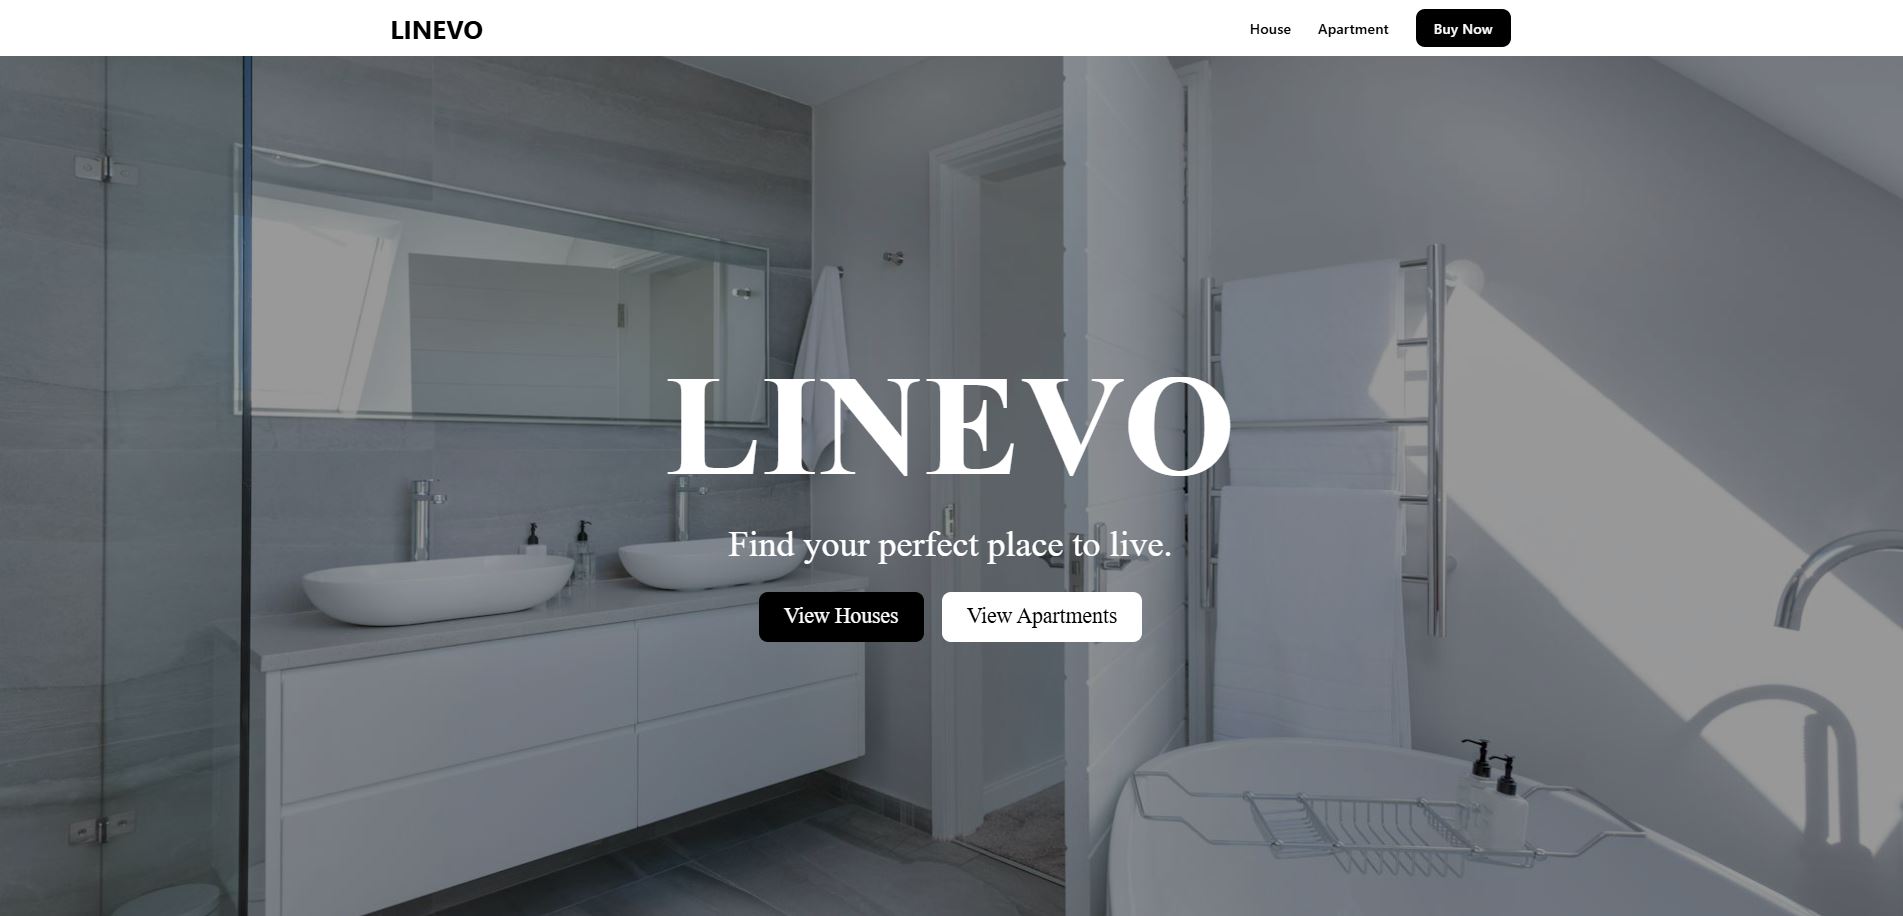 LINEVO
House
Apartment
Buy Now
LINEVO
Find your perfect place to live.
View Houses
View Apartments